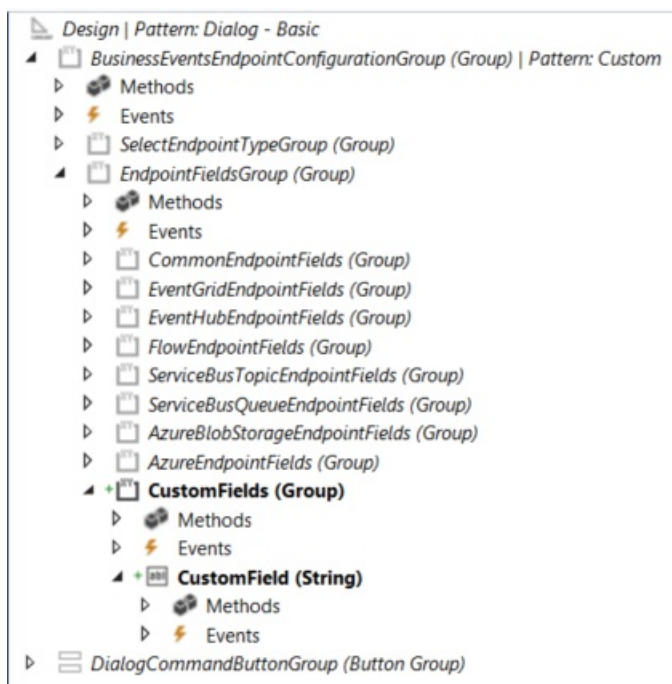 Design | Pattern: Dialog - Basic
BusinessEventsEndpointConfigurationGroup (Group) | Pattern: Custom
Methods
Events
SelectEndpointTypeGroup (Group)
EndpointFieldsGroup (Group)
Methods
Events
CommonEndpointFields (Group)
EventGridEndpointFields (Group)
EventHubEndpointFields (Group)
FlowEndpointFields (Group)
ServiceBusTopicEndpointFields (Group)
ServiceBusQueueEndpointFields (Group)
AzureBlobStorageEndpointFields (Group)
AzureEndpointFields (Group)
CustomFields (Group)
Methods
Events
CustomField (String)
Methods
Events
DialogCommandButtonGroup (Button Group)